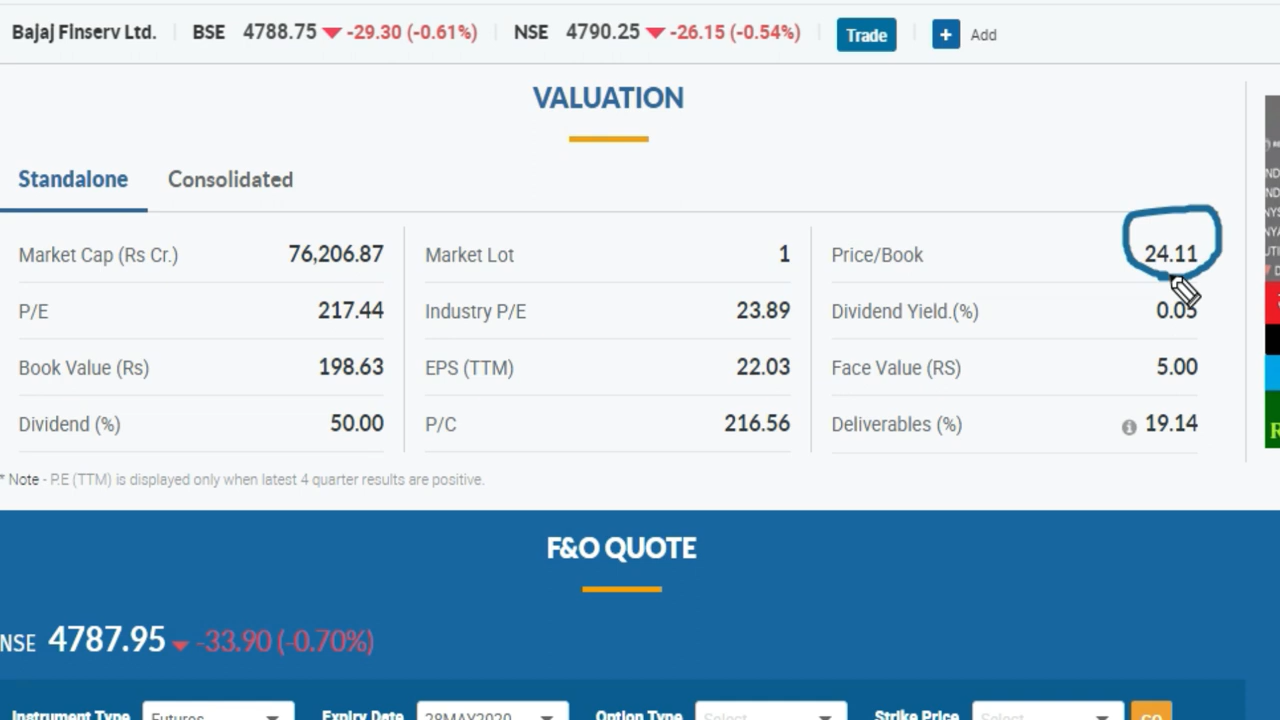 Bajaj Finserv Ltd. BSE 4788.75 -29.30 (-0.61%) NSE 4790.25 -26.15 (-0.54%) Trade + Add
VALUATION
Standalone Consolidated
Market Cap (Rs Cr.) 76,206.87 Market Lot 1 Price/Book 24.11
P/E 217.44 Industry P/E 23.89 Dividend Yield.(%) 0.05
Book Value (Rs) 198.63 EPS (TTM) 22.03 Face Value (RS) 5.00
Dividend (%) 50.00 P/C 216.56 Deliverables (%) 19.14
* Note - P.E (TTM) is displayed only when latest 4 quarter results are positive.
F&O QUOTE
NSE 4787.95 -33.90 (-0.70%)
Instrument Type Futures Expiry Date 28MAY2020 Option Type Select Strike Price Select GO